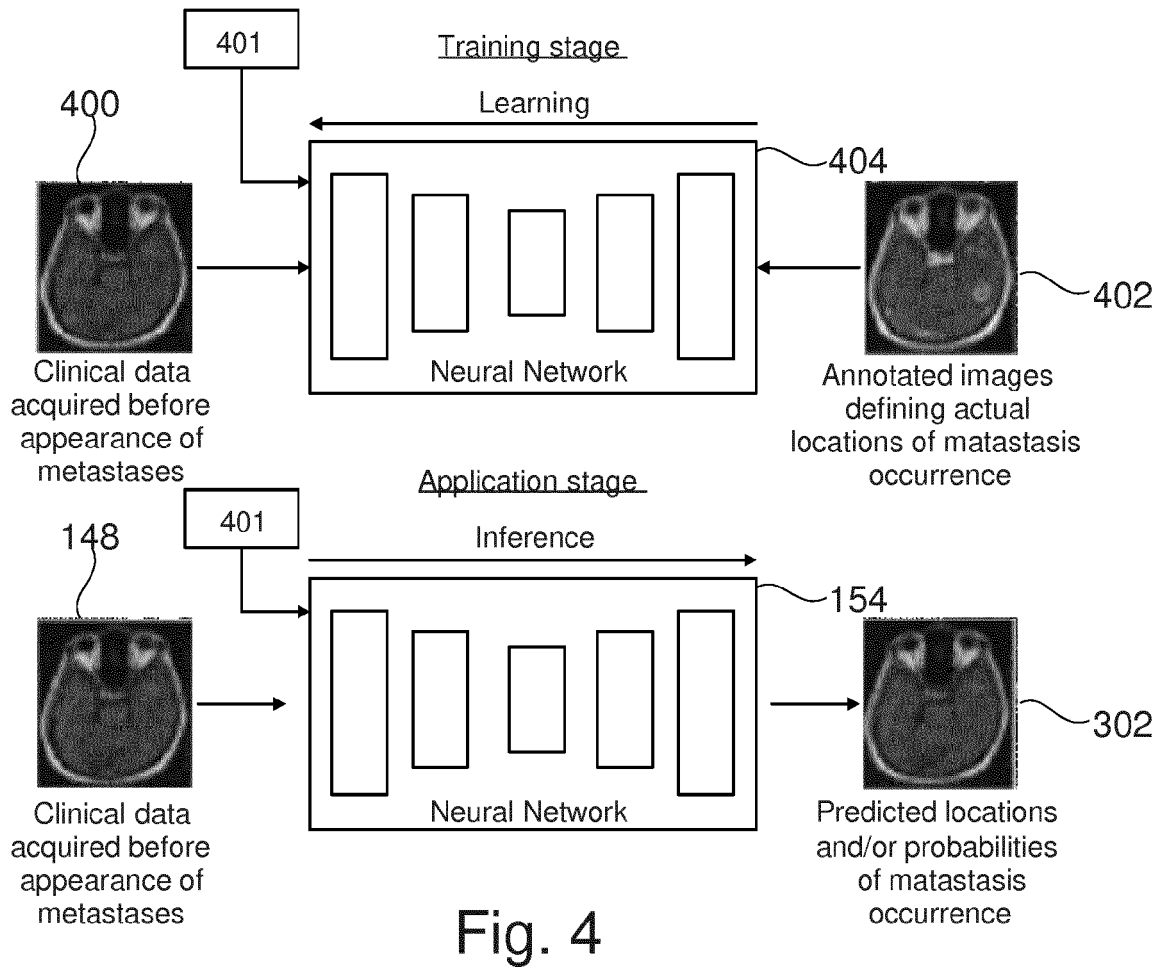 401
Training stage
400
Learning
404
402
Neural Network
Clinical data
acquired before
appearance of
metastases
Annotated images
defining actual
locations of matastasis
occurrence
Application stage
401
148
Inference
154
302
Neural Network
Clinical data
acquired before
appearance of
metastases
Predicted locations
and/or probabilities
of matastasis
occurrence
Fig. 4